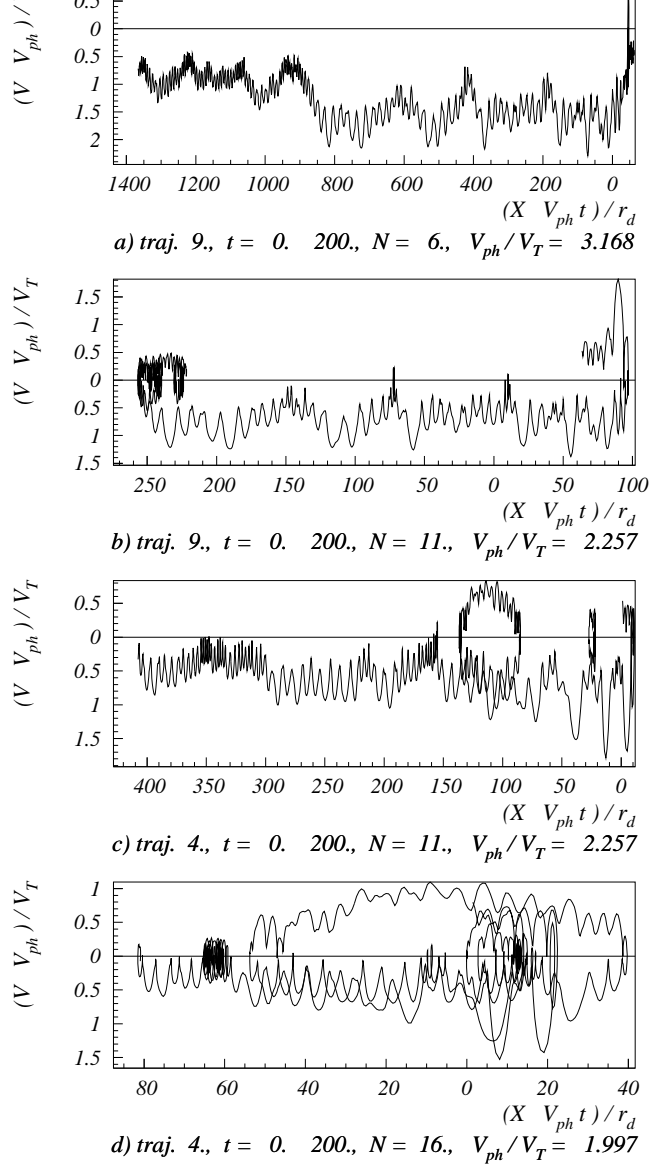 0.5
0
0.5
1
1.5
2
(V V_ph) /
1400 1200 1000 800 600 400 200 0
(X V_ph t ) / r_d
a) traj. 9., t = 0. 200., N = 6., V_ph / V_T = 3.168
1.5
1
0.5
0
0.5
1
1.5
(V V_ph) / V_T
250 200 150 100 50 0 50 100
(X V_ph t ) / r_d
b) traj. 9., t = 0. 200., N = 11., V_ph / V_T = 2.257
0.5
0
0.5
1
1.5
(V V_ph) / V_T
400 350 300 250 200 150 100 50 0
(X V_ph t ) / r_d
c) traj. 4., t = 0. 200., N = 11., V_ph / V_T = 2.257
1
0.5
0
0.5
1
1.5
(V V_ph) / V_T
80 60 40 20 0 20 40
(X V_ph t ) / r_d
d) traj. 4., t = 0. 200., N = 16., V_ph / V_T = 1.997